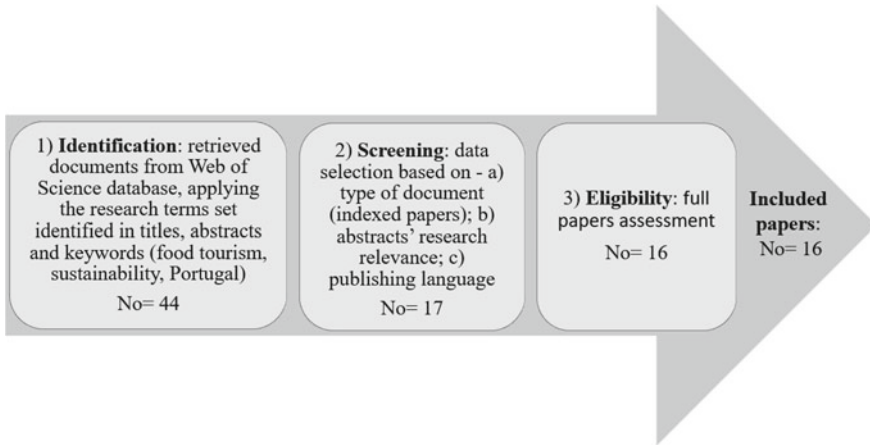 1) Identification: retrieved
documents from Web of
Science database, applying
the research terms set
identified in titles, abstracts
and keywords (food tourism,
sustainability, Portugal)
No= 44
2) Screening: data
selection based on - a)
type of document
(indexed papers); b)
abstracts’ research
relevance; c)
publishing language
No= 17
3) Eligibility: full
papers assessment
No= 16
Included
papers:
No= 16